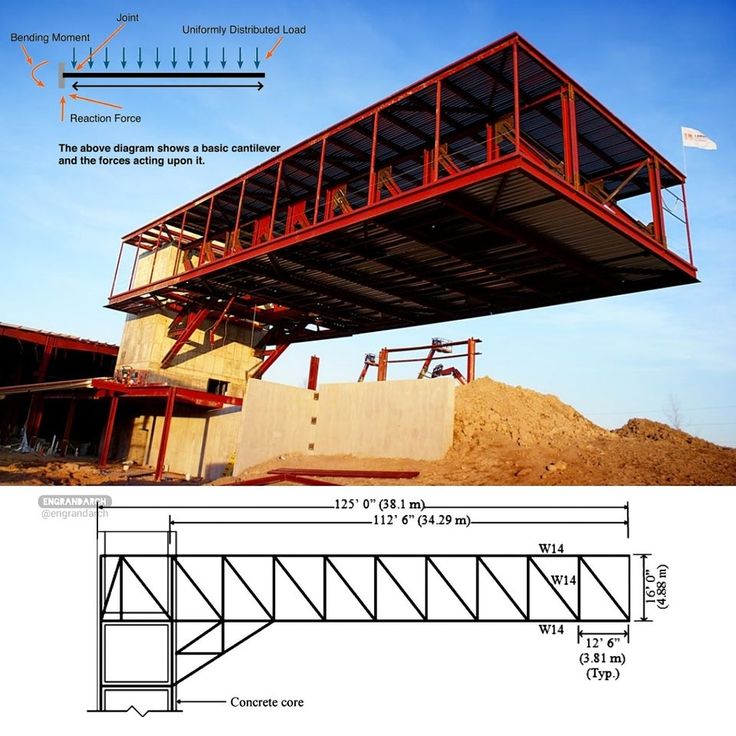 Joint
Bending Moment
Uniformly Distributed Load
Reaction Force
The above diagram shows a basic cantilever
and the forces acting upon it.
ENGRANDARCH
@engrandarch
125' 0" (38.1 m)
112' 6" (34.29 m)
W14
W14
16' 0"
(4.88 m)
W14
12' 6"
(3.81 m)
(Typ.)
Concrete core